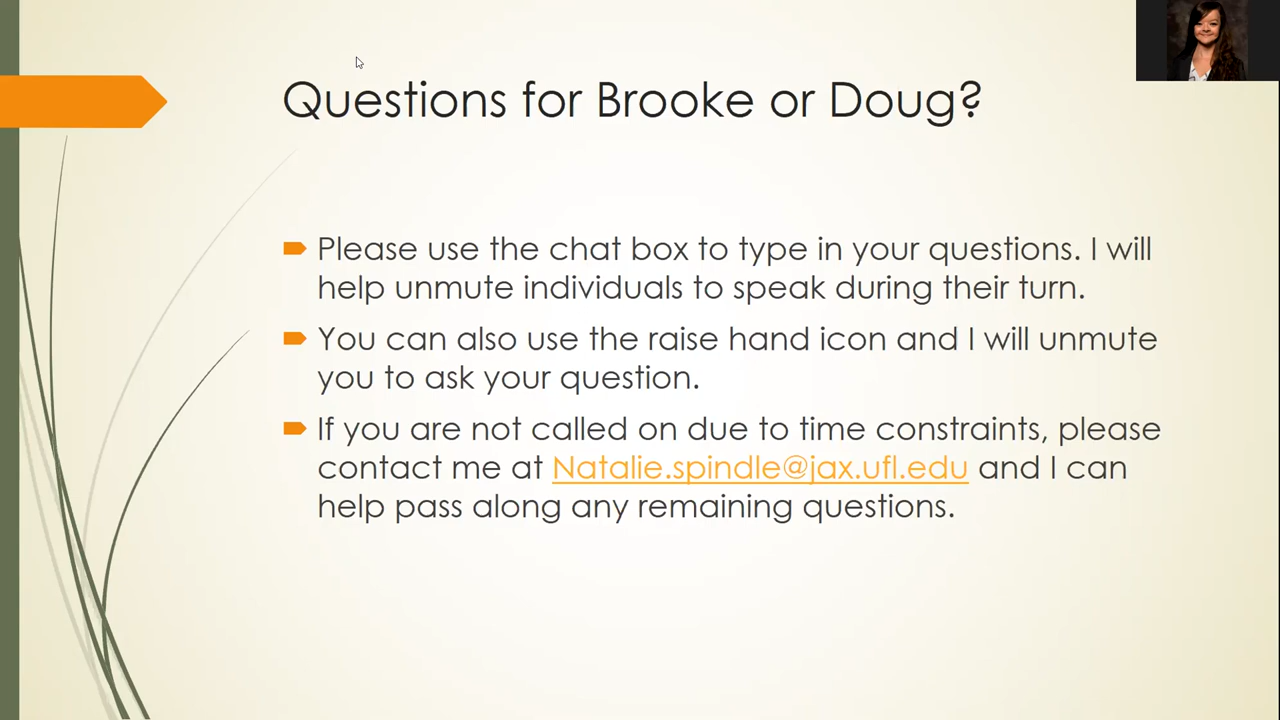 Questions for Brooke or Doug?
Please use the chat box to type in your questions. I will
help unmute individuals to speak during their turn.
You can also use the raise hand icon and I will unmute
you to ask your question.
If you are not called on due to time constraints, please
contact me at Natalie.spindle@jax.ufl.edu and I can
help pass along any remaining questions.